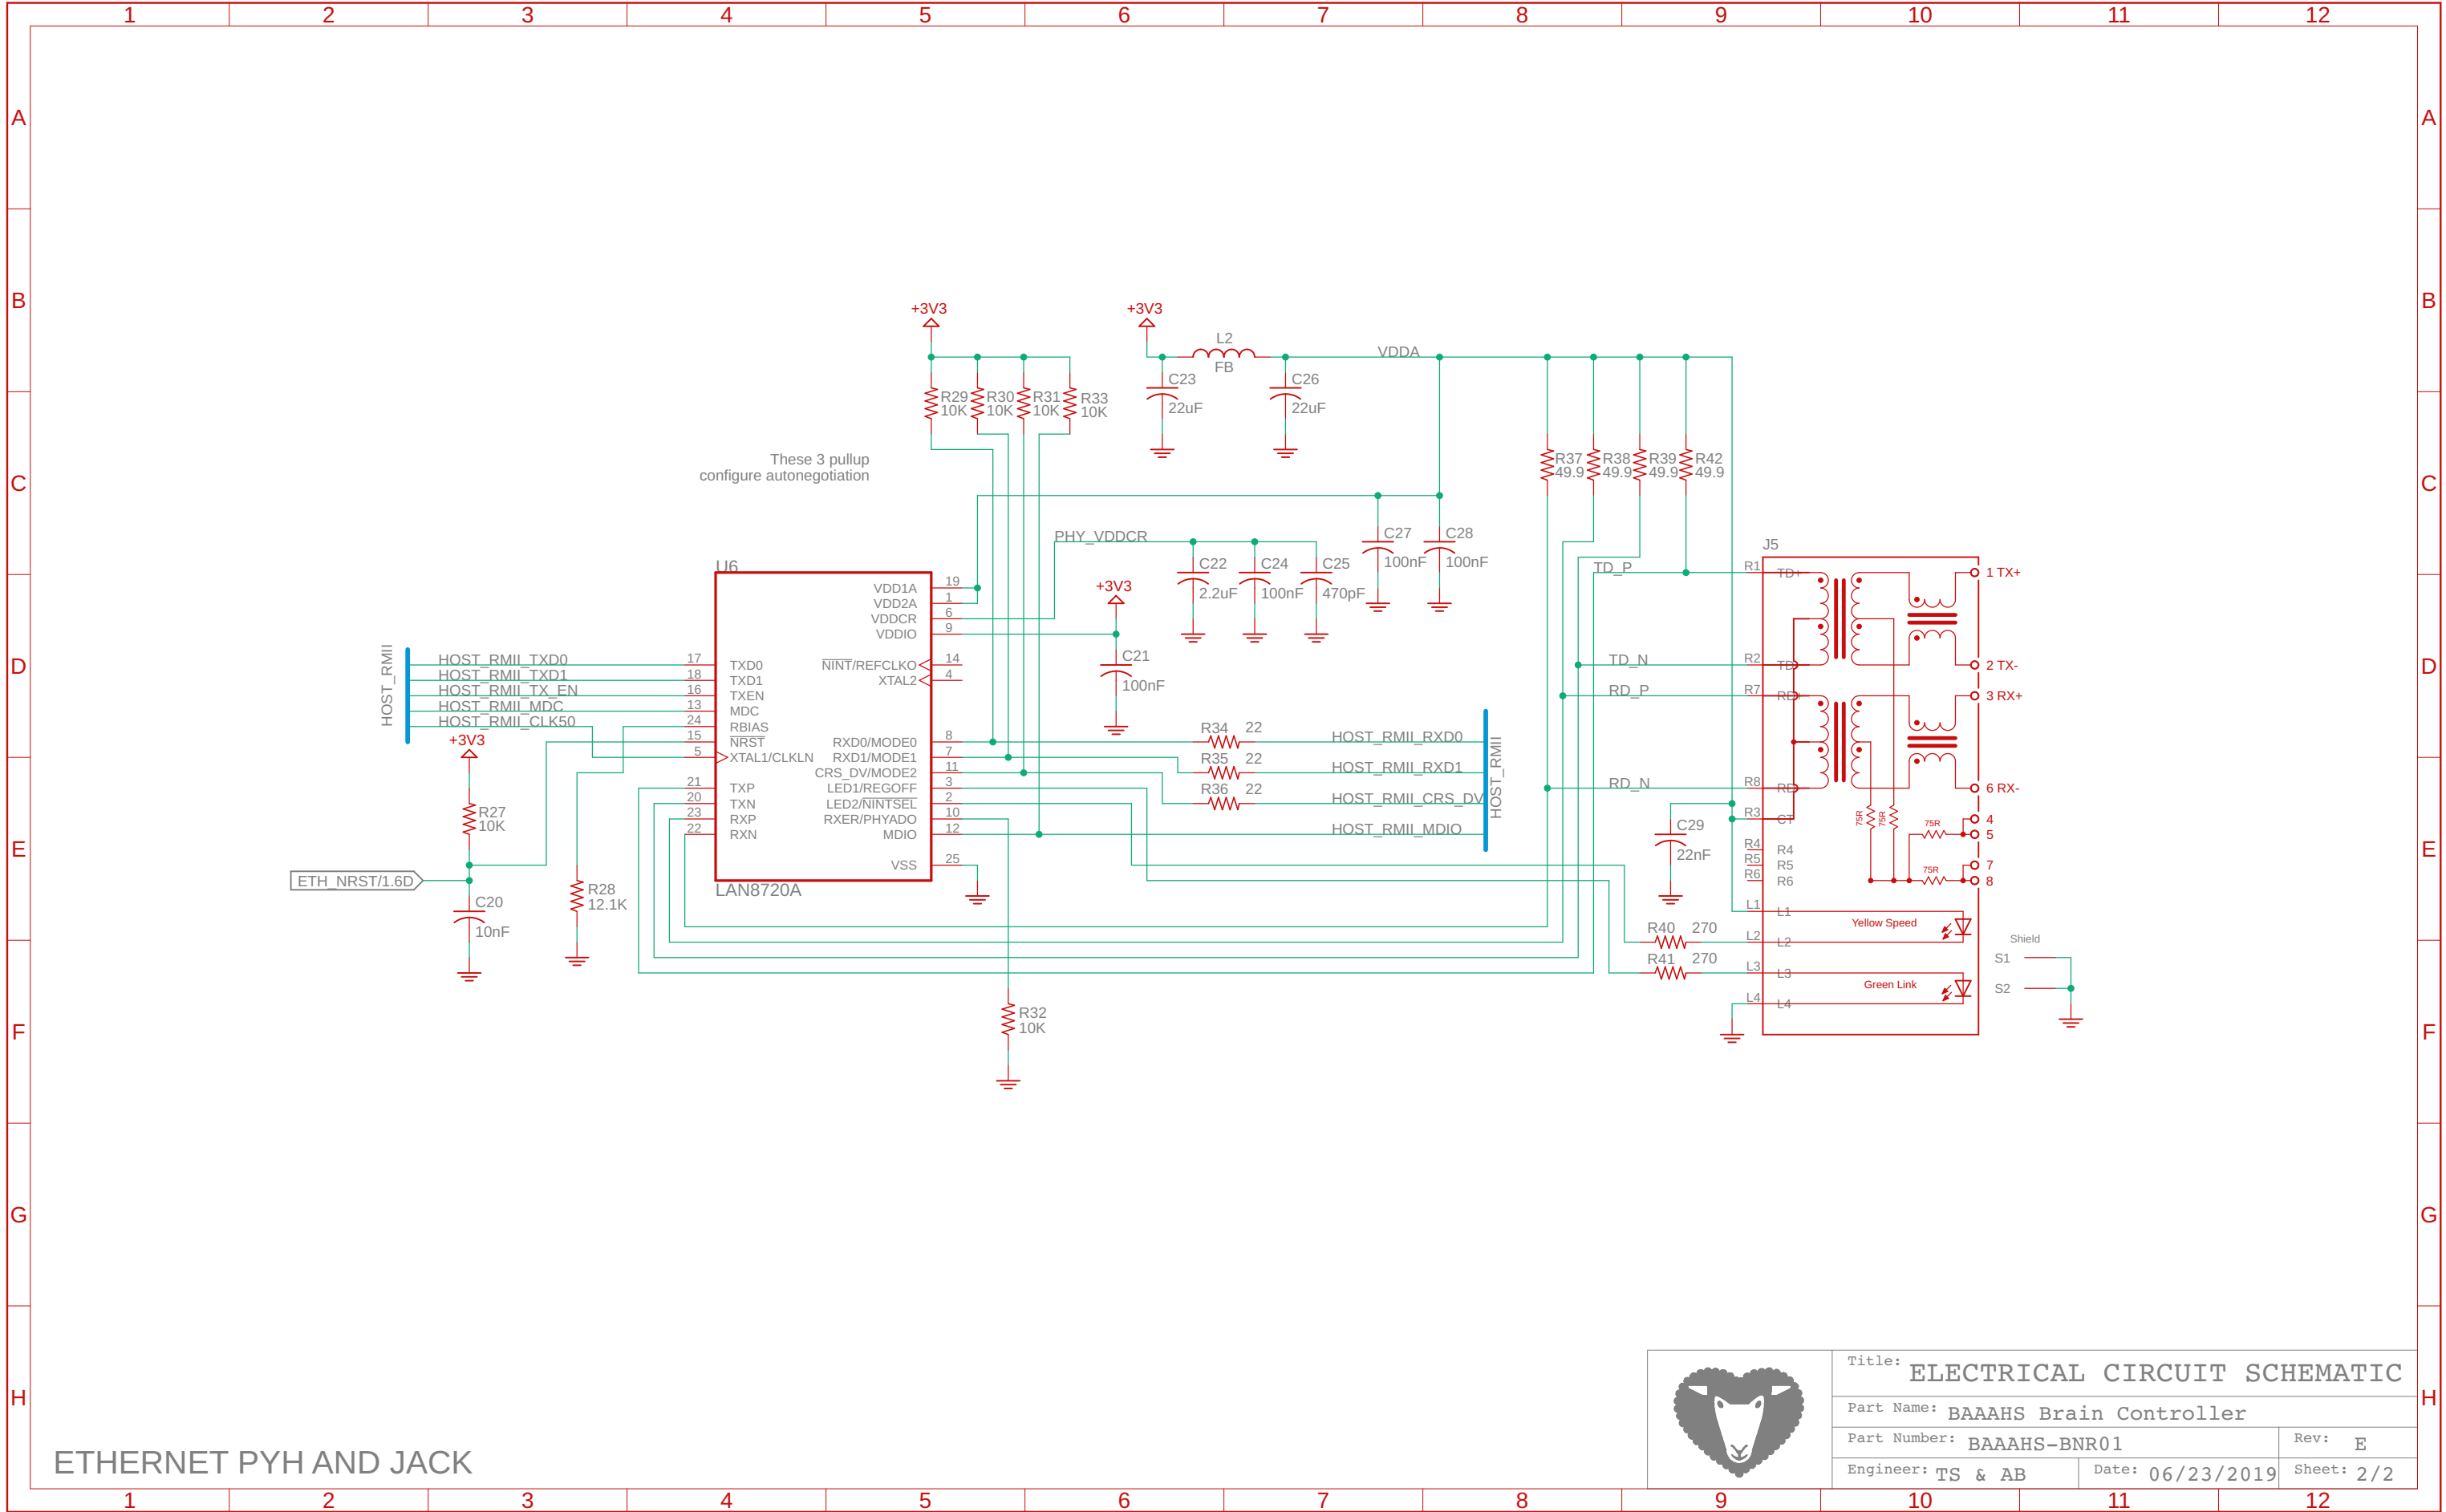 1 2 3 4 5 6 7 8 9 10 11 12
A A
B B
C C
D D
E E
F F
G G
H H
+3V3
+3V3
L2
FB
VDDA
C23
22uF
C26
22uF
R29
10K
R30
10K
R31
10K
R33
10K
These 3 pullup
configure autonegotiation
R37
49.9
R38
49.9
R39
49.9
R42
49.9
PHY_VDDCR
C22
2.2uF
C24
100nF
C25
470pF
C27
100nF
C28
100nF
+3V3
C21
100nF
U6
VDD1A 19
VDD2A 1
VDDCR 6
VDDIO 9
NINT/REFCLKO 14
XTAL2 4
RXD0/MODE0 8
RXD1/MODE1 7
CRS_DV/MODE2 11
LED1/REGOFF 3
LED2/NINTSEL 2
RXER/PHYADO 10
MDIO 12
VSS 25
17 TXD0
18 TXD1
16 TXEN
13 MDC
24 RBIAS
15 NRST
5 XTAL1/CLKLN
21 TXP
20 TXN
23 RXP
22 RXN
LAN8720A
HOST_RMII
HOST_RMII_TXD0
HOST_RMII_TXD1
HOST_RMII_TX_EN
HOST_RMII_MDC
HOST_RMII_CLK50
+3V3
R27
10K
ETH_NRST/1.6D
C20
10nF
R28
12.1K
R32
10K
R34 22
R35 22
R36 22
HOST_RMII_RXD0
HOST_RMII_RXD1
HOST_RMII_CRS_DV
HOST_RMII_MDIO
HOST_RMII
TD_P
TD_N
RD_P
RD_N
C29
22nF
R40 270
R41 270
J5
R1 TD+
R2 TD-
R7 RD+
R8 RD-
R3 CT
R4 R4
R5 R5
R6 R6
L1 L1
L2 L2
L3 L3
L4 L4
75R
75R
75R
75R
Yellow Speed
Green Link
1 TX+
2 TX-
3 RX+
6 RX-
4
5
7
8
Shield
S1
S2
ETHERNET PYH AND JACK
Title: ELECTRICAL CIRCUIT SCHEMATIC
Part Name: BAAAHS Brain Controller
Part Number: BAAAHS-BNR01 Rev: E
Engineer: TS & AB Date: 06/23/2019 Sheet: 2/2
1 2 3 4 5 6 7 8 9 10 11 12